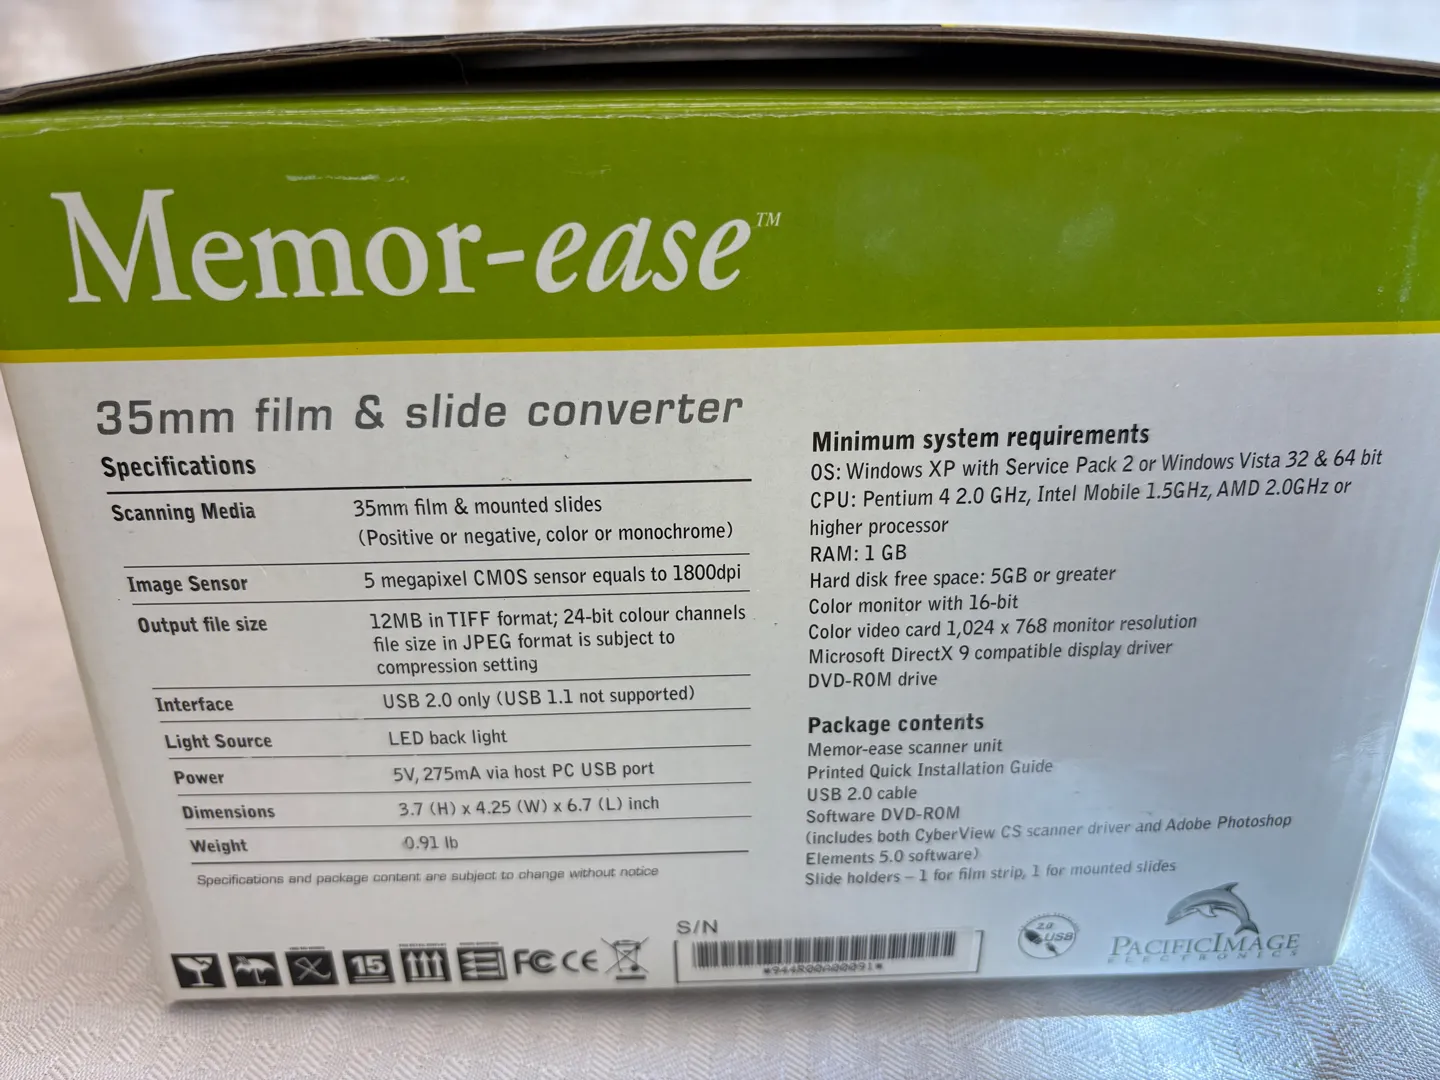 Memor-ease™
35mm film & slide converter
Specifications
Scanning Media 35mm film & mounted slides
(Positive or negative, color or monochrome)
Image Sensor 5 megapixel CMOS sensor equals to 1800dpi
Output file size 12MB in TIFF format; 24-bit colour channels
file size in JPEG format is subject to
compression setting
Interface USB 2.0 only (USB 1.1 not supported)
Light Source LED back light
Power 5V, 275mA via host PC USB port
Dimensions 3.7 (H) x 4.25 (W) x 6.7 (L) inch
Weight 0.91 lb
Specifications and package content are subject to change without notice
Minimum system requirements
OS: Windows XP with Service Pack 2 or Windows Vista 32 & 64 bit
CPU: Pentium 4 2.0 GHz, Intel Mobile 1.5GHz, AMD 2.0GHz or
higher processor
RAM: 1 GB
Hard disk free space: 5GB or greater
Color monitor with 16-bit
Color video card 1,024 x 768 monitor resolution
Microsoft DirectX 9 compatible display driver
DVD-ROM drive
Package contents
Memor-ease scanner unit
Printed Quick Installation Guide
USB 2.0 cable
Software DVD-ROM
(includes both CyberView CS scanner driver and Adobe Photoshop
Elements 5.0 software)
Slide holders – 1 for film strip, 1 for mounted slides
15
FC CE
S/N
*944R00A00091*
2.0
USB
PACIFICIMAGE
ELECTRONICS